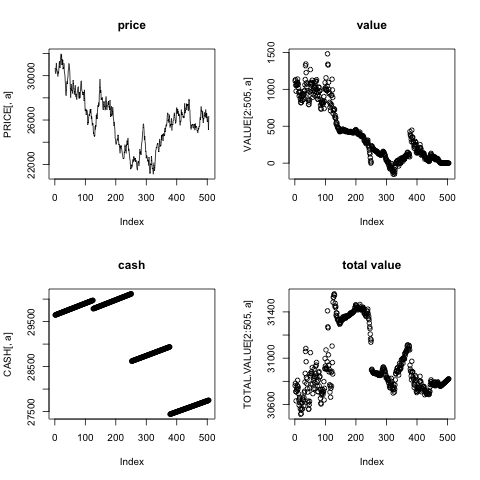 price
PRICE[, a]
22000 26000 30000
0 100 200 300 400 500
Index
value
VALUE[2:505, a]
0 500 1000 1500
0 100 200 300 400 500
Index
cash
CASH[, a]
27500 28500 29500
0 100 200 300 400 500
Index
total value
TOTAL.VALUE[2:505, a]
30600 31000 31400
0 100 200 300 400 500
Index